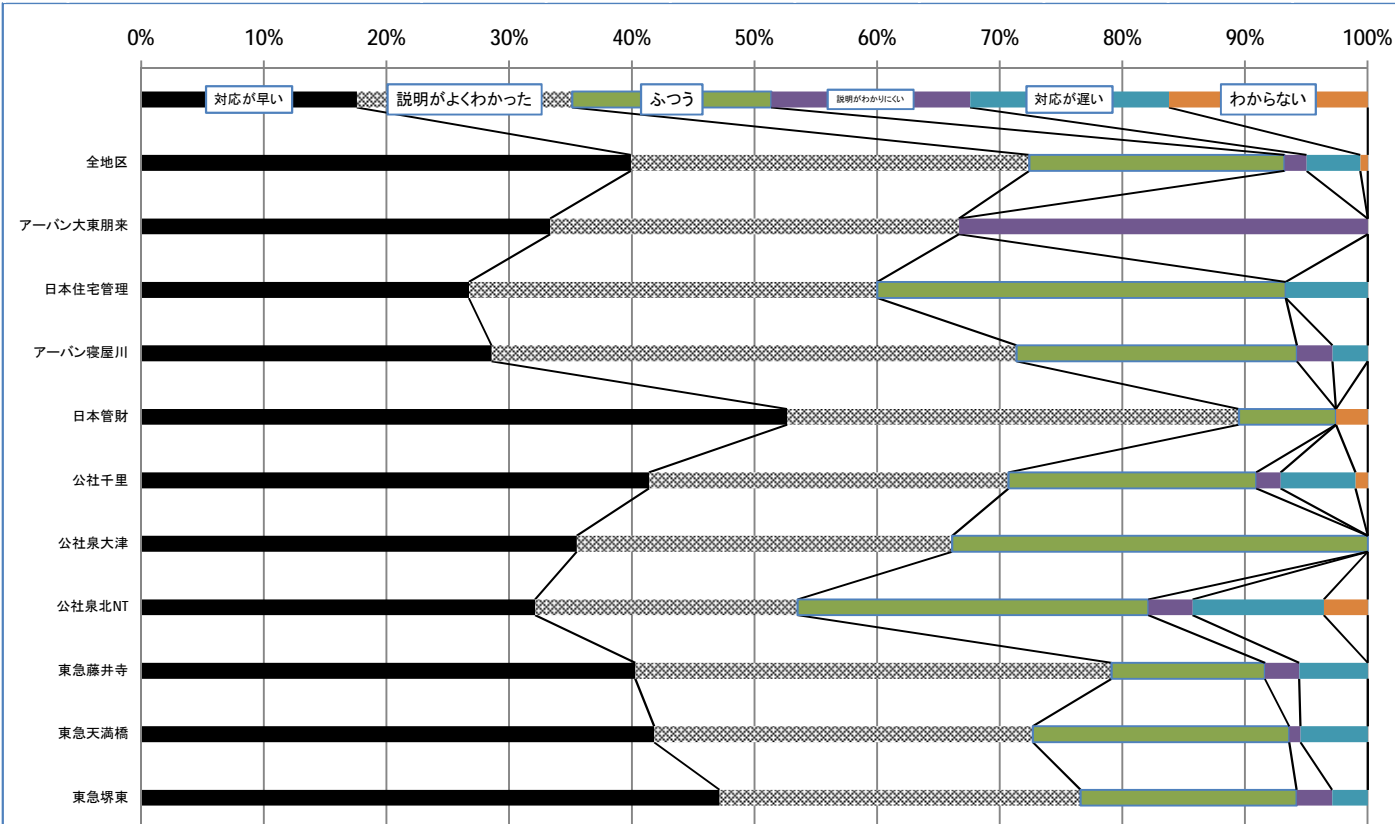 0% 10% 20% 30% 40% 50% 60% 70% 80% 90% 100%
対応が早い 説明がよくわかった ふつう 説明がわかりにくい 対応が遅い わからない
全地区
アーバン大東朋来
日本住宅管理
アーバン寝屋川
日本管財
公社千里
公社泉大津
公社泉北NT
東急藤井寺
東急天満橋
東急堺東